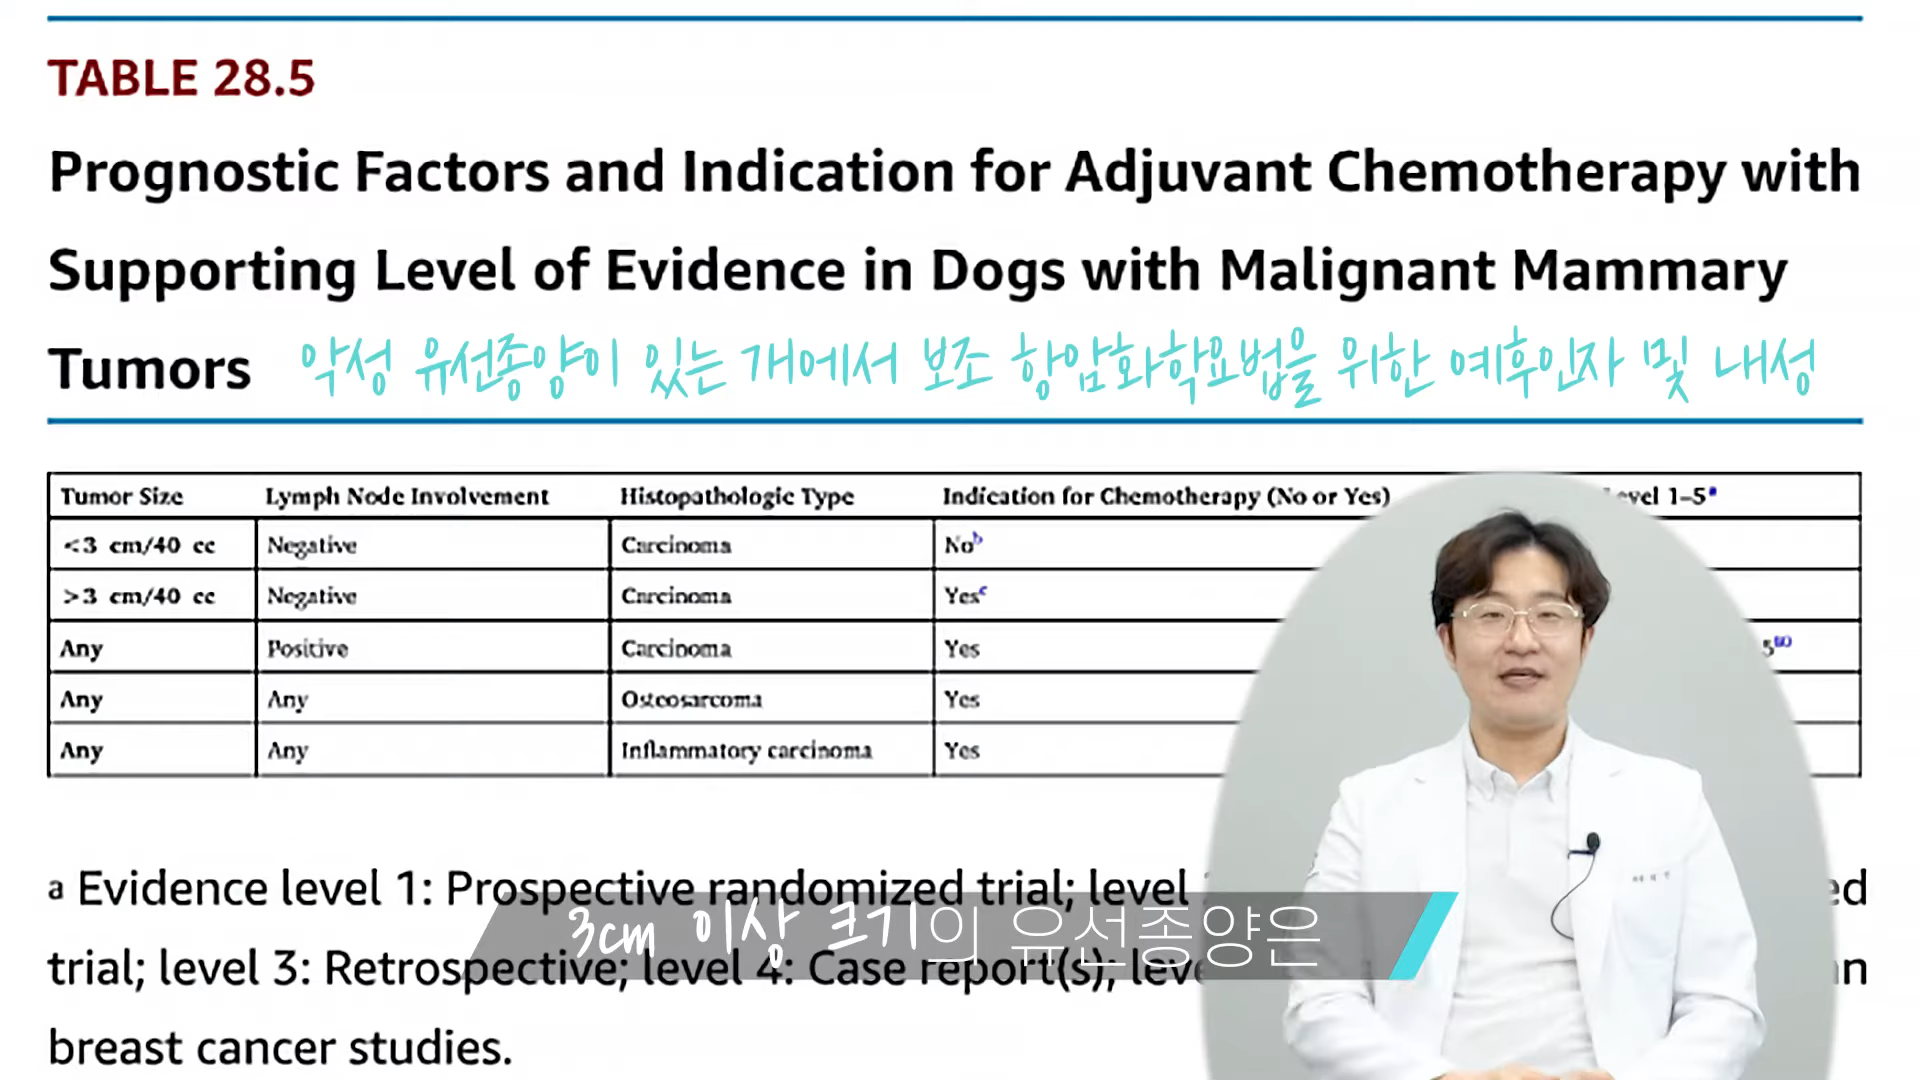 TABLE 28.5
Prognostic Factors and Indication for Adjuvant Chemotherapy with
Supporting Level of Evidence in Dogs with Malignant Mammary
Tumors 악성 유선종양이 있는 개에서 보조 항암화학요법을 위한 예후인자 및 내성
Tumor Size Lymph Node Involvement Histopathologic Type Indication for Chemotherapy (No or Yes) 1–5a
<3 cm/40 cc Negative Carcinoma Nob
>3 cm/40 cc Negative Carcinoma Yesc
Any Positive Carcinoma Yes 5
Any Any Osteosarcoma Yes
Any Any Inflammatory carcinoma Yes
a Evidence level 1: Prospective randomized trial; level
3cm 이상 크기의 유선종양은
trial; level 3: Retrospective; level 4: Case report(s);
breast cancer studies.